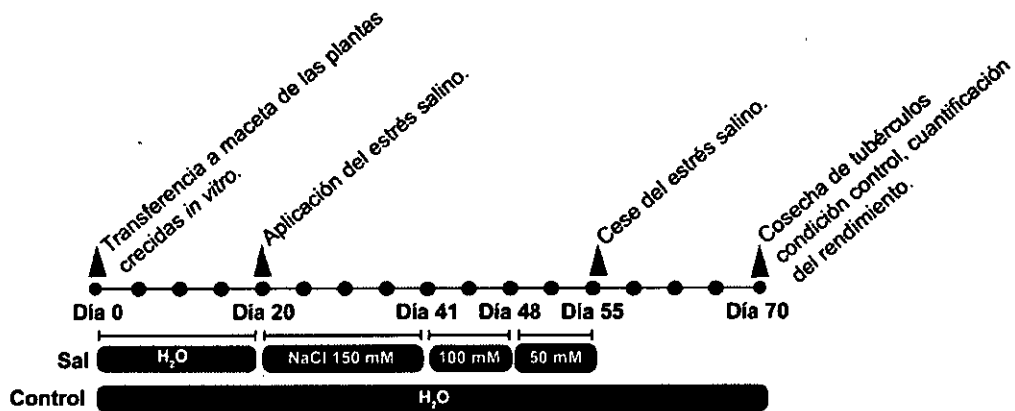 Transferencia a maceta de las plantas
crecidas in vitro.
Aplicación del estrés salino.
Cese del estrés salino.
Cosecha de tubérculos
condición control, cuantificación
del rendimiento.
Día 0
Día 20
Día 41
Día 48
Día 55
Día 70
Sal
H₂O
NaCl 150 mM
100 mM
50 mM
Control
H₂O